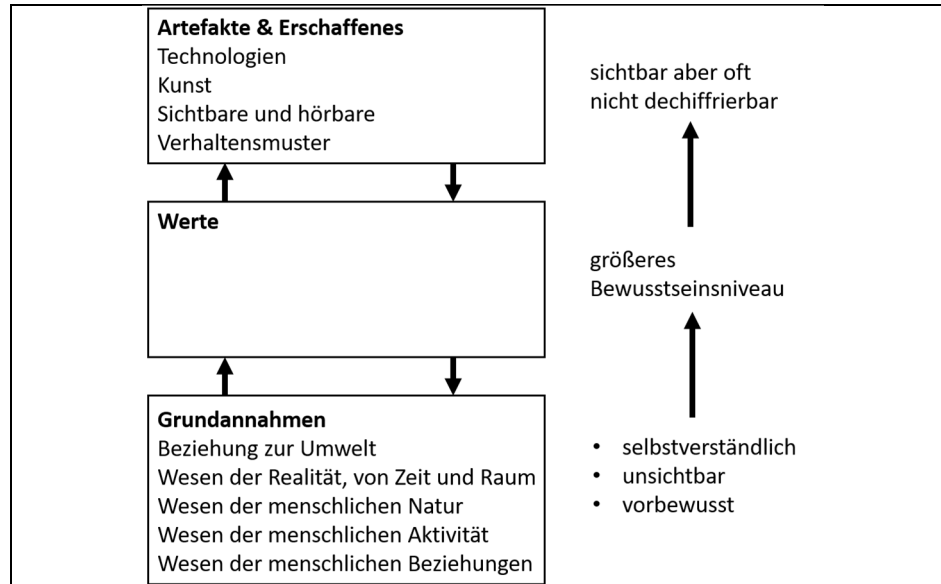 Artefakte & Erschaffenes
Technologien
Kunst
Sichtbare und hörbare
Verhaltensmuster
sichtbar aber oft
nicht dechiffrierbar
Werte
größeres
Bewusstseinsniveau
Grundannahmen
Beziehung zur Umwelt
Wesen der Realität, von Zeit und Raum
Wesen der menschlichen Natur
Wesen der menschlichen Aktivität
Wesen der menschlichen Beziehungen
• selbstverständlich
• unsichtbar
• vorbewusst